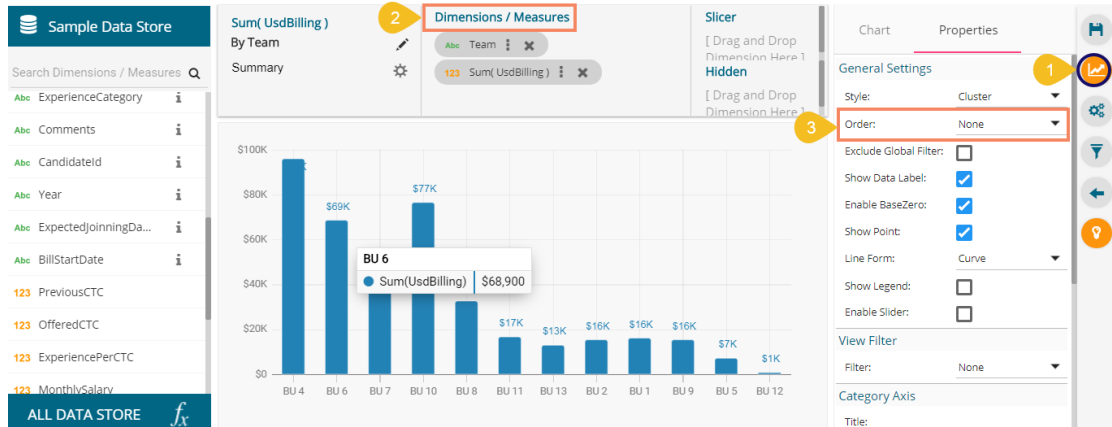 Sample Data Store
Search Dimensions / Measures
Abc ExperienceCategory i
Abc Comments i
Abc CandidateId i
Abc Year i
Abc ExpectedJoinningDa... i
Abc BillStartDate i
123 PreviousCTC
123 OfferedCTC
123 ExperiencePerCTC
123 MonthlySalary
ALL DATA STORE fx
Sum( UsdBilling )
By Team
Summary
2
Dimensions / Measures
Abc Team
123 Sum( UsdBilling )
Slicer
[ Drag and Drop
Dimension Here ]
Hidden
[ Drag and Drop
Dimension Here ]
$100K
$80K
$60K
$40K
$20K
$0
K
$69K
$77K
$17K
$13K
$16K
$16K
$16K
$7K
$1K
BU 6
Sum(UsdBilling) $68,900
BU 4 BU 6 BU 7 BU 10 BU 8 BU 11 BU 13 BU 2 BU 1 BU 9 BU 5 BU 12
Chart Properties
1
General Settings
Style: Cluster
3
Order: None
Exclude Global Filter:
Show Data Label:
Enable BaseZero:
Show Point:
Line Form: Curve
Show Legend:
Enable Slider:
View Filter
Filter: None
Category Axis
Title: